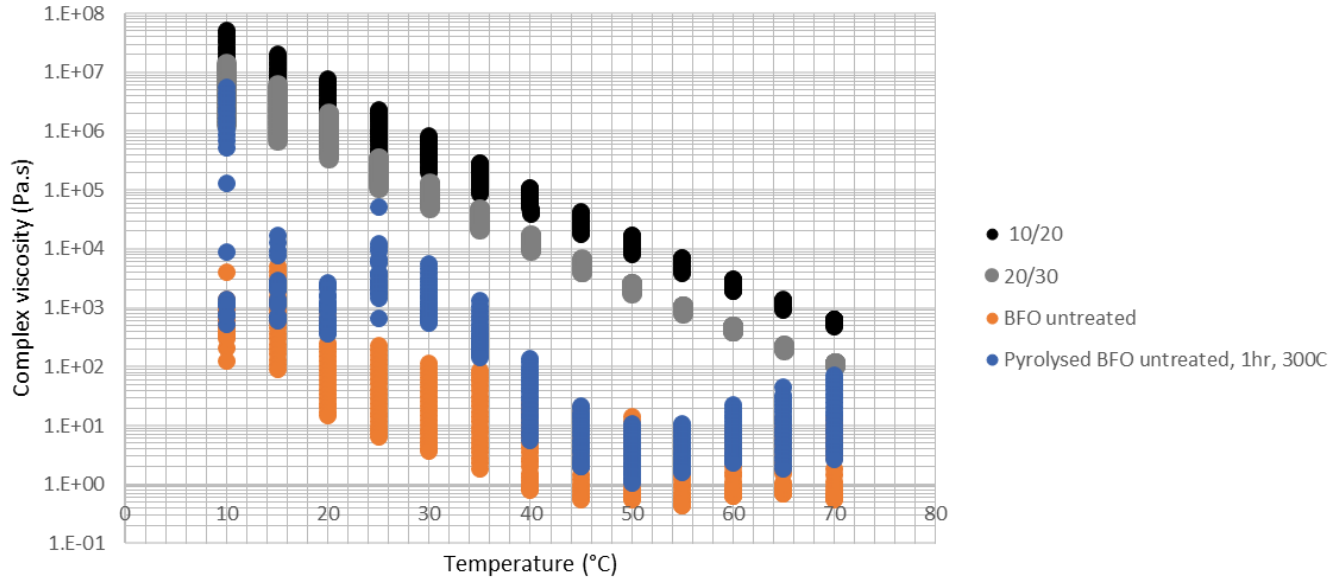 Complex viscosity (Pa.s)
1.E+08
1.E+07
1.E+06
1.E+05
1.E+04
1.E+03
1.E+02
1.E+01
1.E+00
1.E-01
0 10 20 30 40 50 60 70 80
Temperature (°C)
10/20
20/30
BFO untreated
Pyrolysed BFO untreated, 1hr, 300C